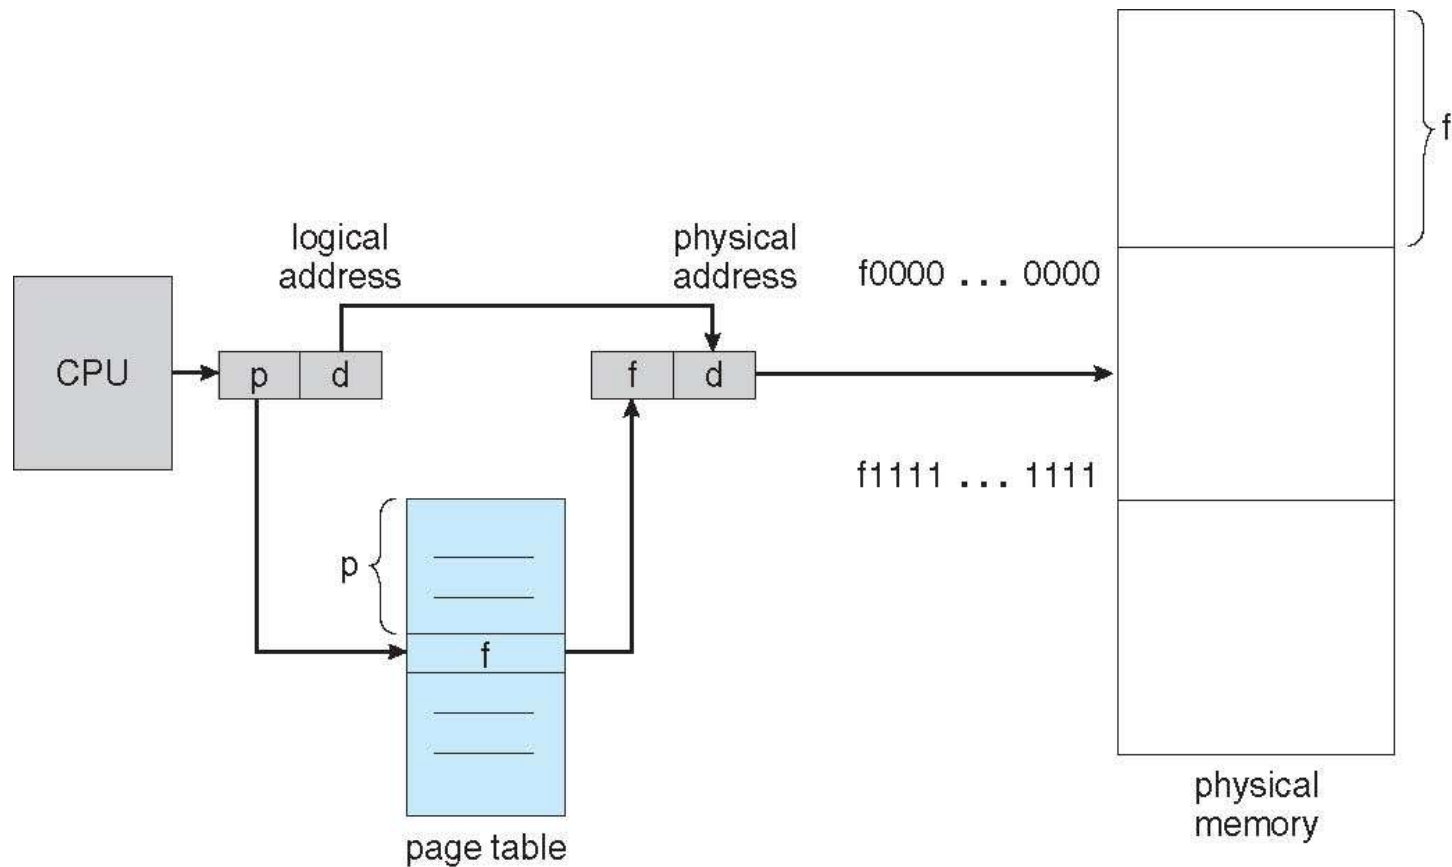 f
logical
address
physical
address
f0000 ... 0000
CPU
p
d
f
d
f1111 ... 1111
p
f
physical
memory
page table